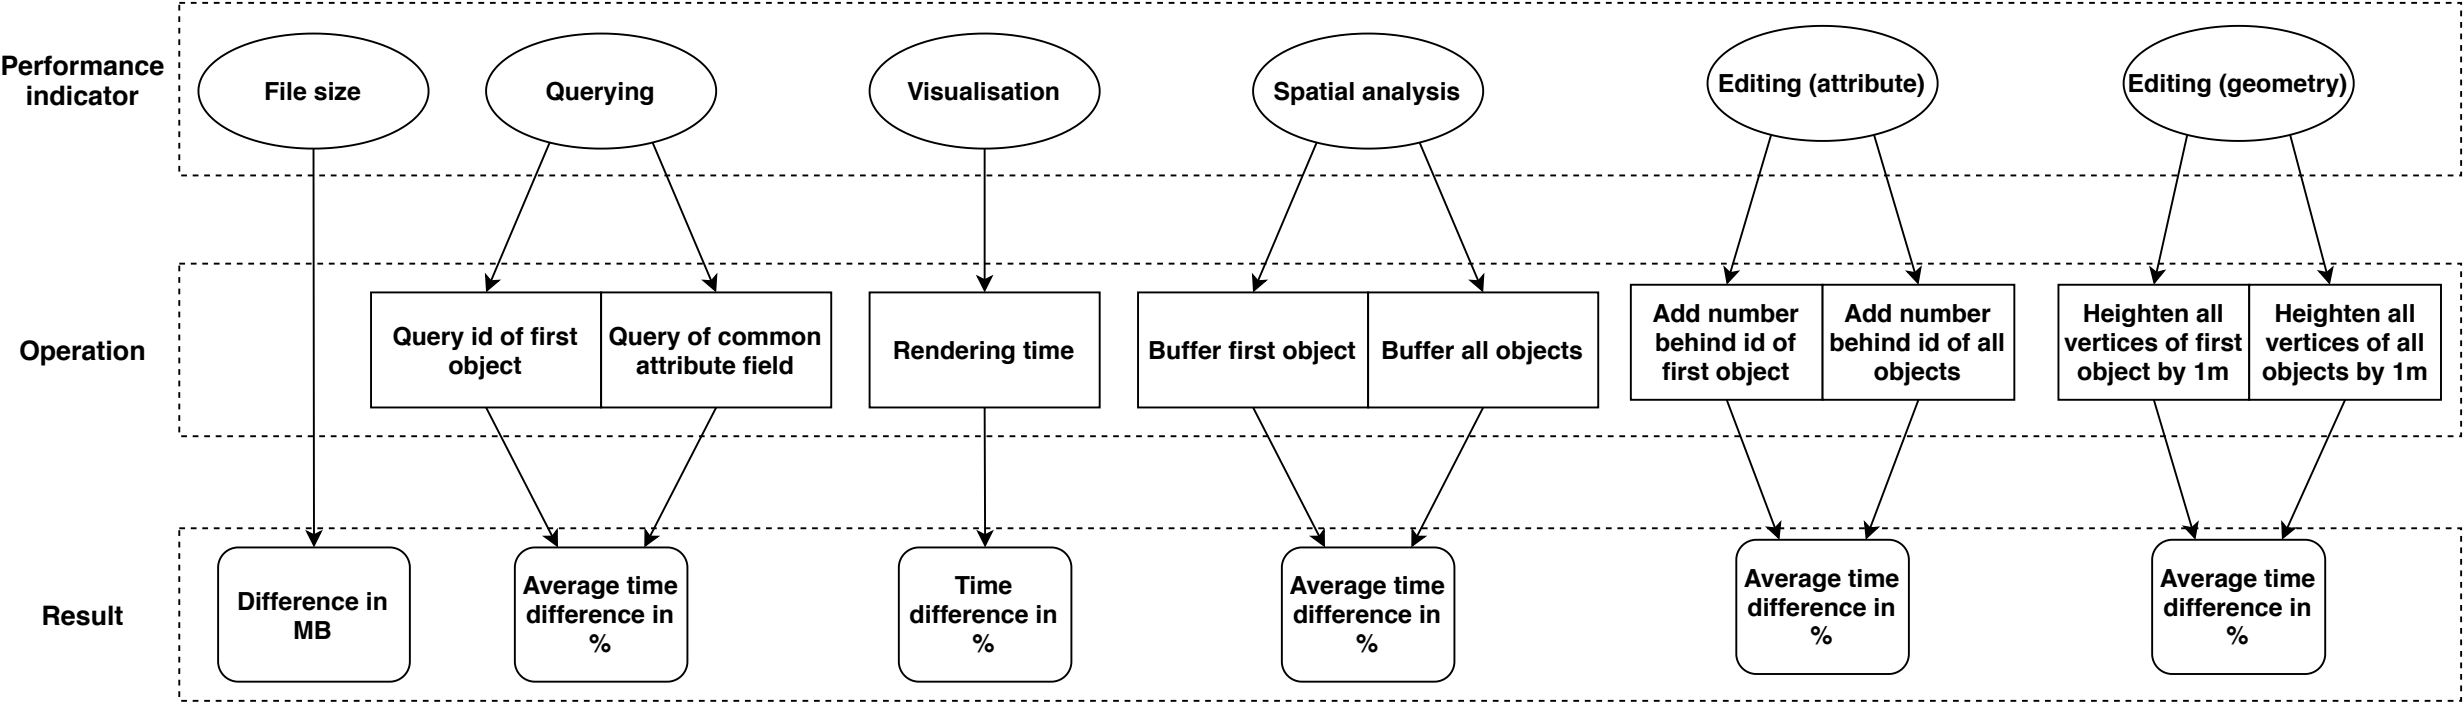 Performance
indicator
File size
Querying
Visualisation
Spatial analysis
Editing (attribute)
Editing (geometry)
Operation
Query id of first
object
Query of common
attribute field
Rendering time
Buffer first object
Buffer all objects
Add number
behind id of
first object
Add number
behind id of all
objects
Heighten all
vertices of first
object by 1m
Heighten all
vertices of all
objects by 1m
Result
Difference in
MB
Average time
difference in
%
Time
difference in
%
Average time
difference in
%
Average time
difference in
%
Average time
difference in
%